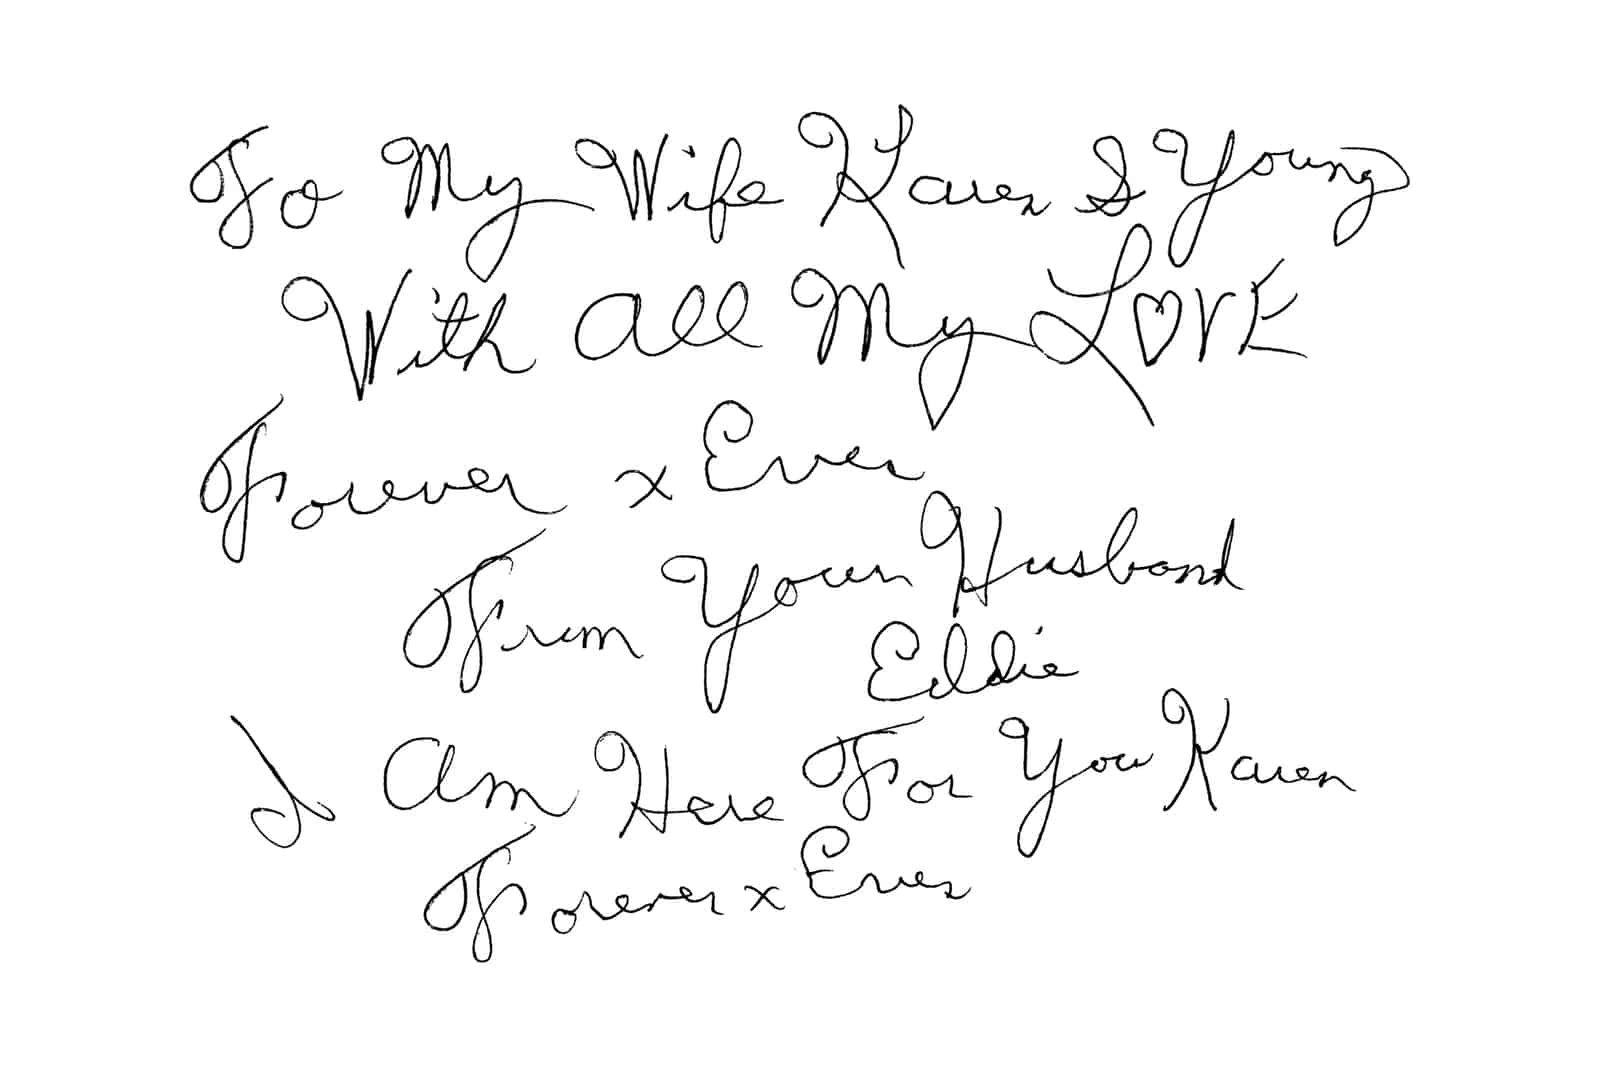 To My Wife Karen S Young
With all My LOVE
Forever x Ever
From Your Husband
Eddie
I am Here For You Karen
Forever x Ever